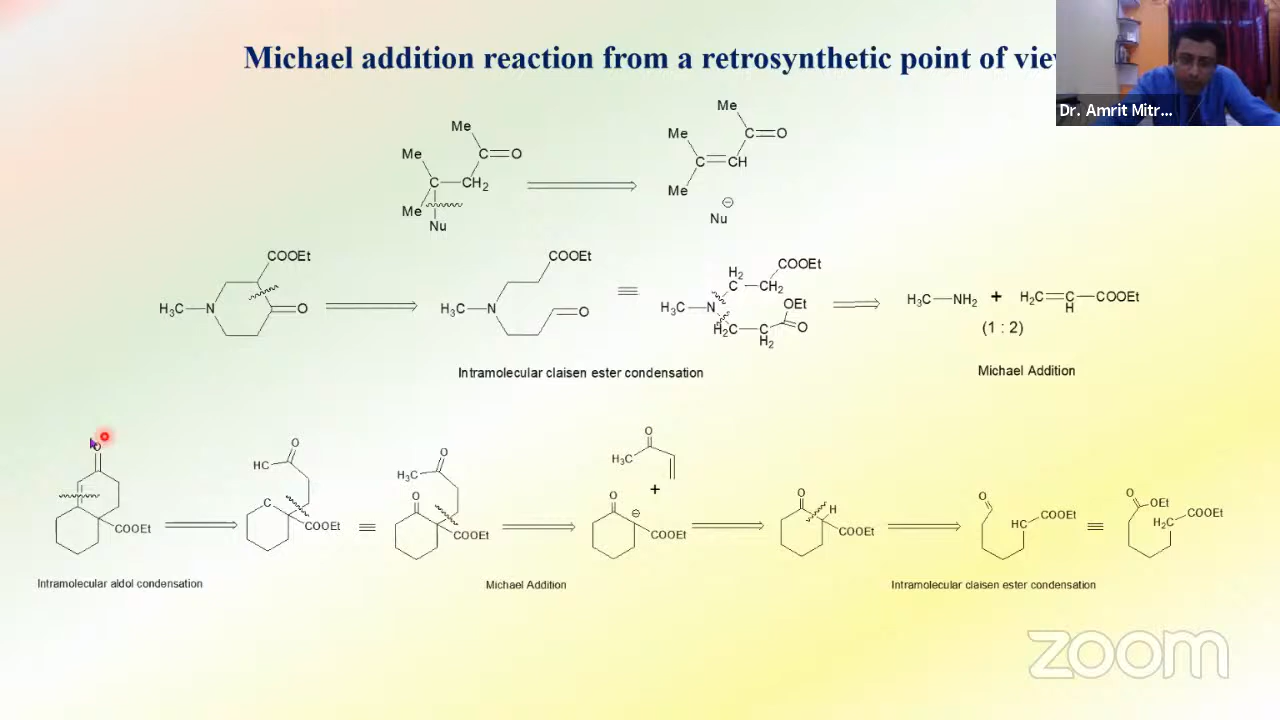 Michael addition reaction from a retrosynthetic point of vie
Dr. Amrit Mitr...
Me
Me
C=O
C—CH2
Me
Nu
Me
Me
C=O
C=CH
Me
⊖
Nu
COOEt
H3C—N
O
COOEt
H3C—N
O
≡
H2
C—CH2
COOEt
H3C—N
OEt
H2C—C
H2
O
H3C—NH2 + H2C=C—COOEt
H
(1 : 2)
Intramolecular claisen ester condensation
Michael Addition
O
COOEt
HC
O
C
COOEt
≡
H3C
O
O
COOEt
O
H3C
+
O
⊖
COOEt
O
H
COOEt
O
HC
COOEt
≡
O
OEt
H2C
COOEt
Intramolecular aldol condensation
Michael Addition
Intramolecular claisen ester condensation
zoom